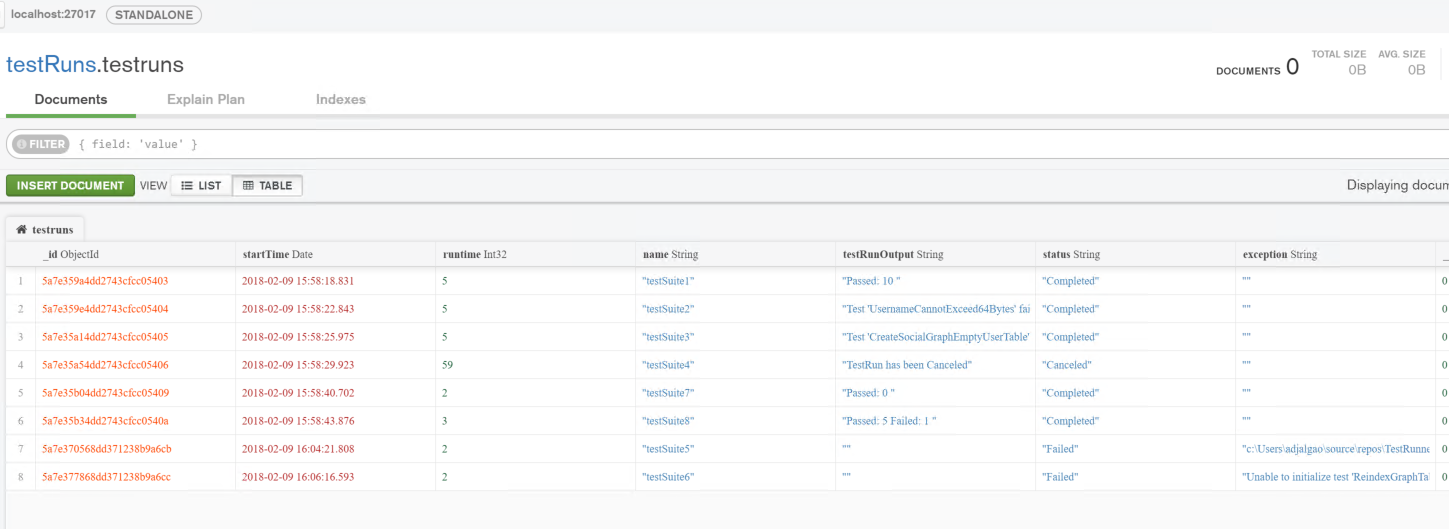 localhost:27017 STANDALONE
testRuns.testruns
DOCUMENTS 0 TOTAL SIZE 0B AVG. SIZE 0B
Documents Explain Plan Indexes
FILTER { field: 'value' }
INSERT DOCUMENT VIEW LIST TABLE Displaying docum
testruns
_id ObjectId startTime Date runtime Int32 name String testRunOutput String status String exception String _
1 5a7e359a4dd2743cfcc05403 2018-02-09 15:58:18.831 5 "testSuite1" "Passed: 10 " "Completed" "" 0
2 5a7e359e4dd2743cfcc05404 2018-02-09 15:58:22.843 5 "testSuite2" "Test 'UsernameCannotExceed64Bytes' fai "Completed" "" 0
3 5a7e35a14dd2743cfcc05405 2018-02-09 15:58:25.975 5 "testSuite3" "Test 'CreateSocialGraphEmptyUserTable' "Completed" "" 0
4 5a7e35a54dd2743cfcc05406 2018-02-09 15:58:29.923 59 "testSuite4" "TestRun has been Canceled" "Canceled" "" 0
5 5a7e35b04dd2743cfcc05409 2018-02-09 15:58:40.702 2 "testSuite7" "Passed: 0 " "Completed" "" 0
6 5a7e35b34dd2743cfcc0540a 2018-02-09 15:58:43.876 3 "testSuite8" "Passed: 5 Failed: 1 " "Completed" "" 0
7 5a7e370568dd371238b9a6cb 2018-02-09 16:04:21.808 2 "testSuite5" "" "Failed" "c:\Users\adjalgao\source\repos\TestRunne 0
8 5a7e377868dd371238b9a6cc 2018-02-09 16:06:16.593 2 "testSuite6" "" "Failed" "Unable to initialize test 'ReindexGraphTa 0